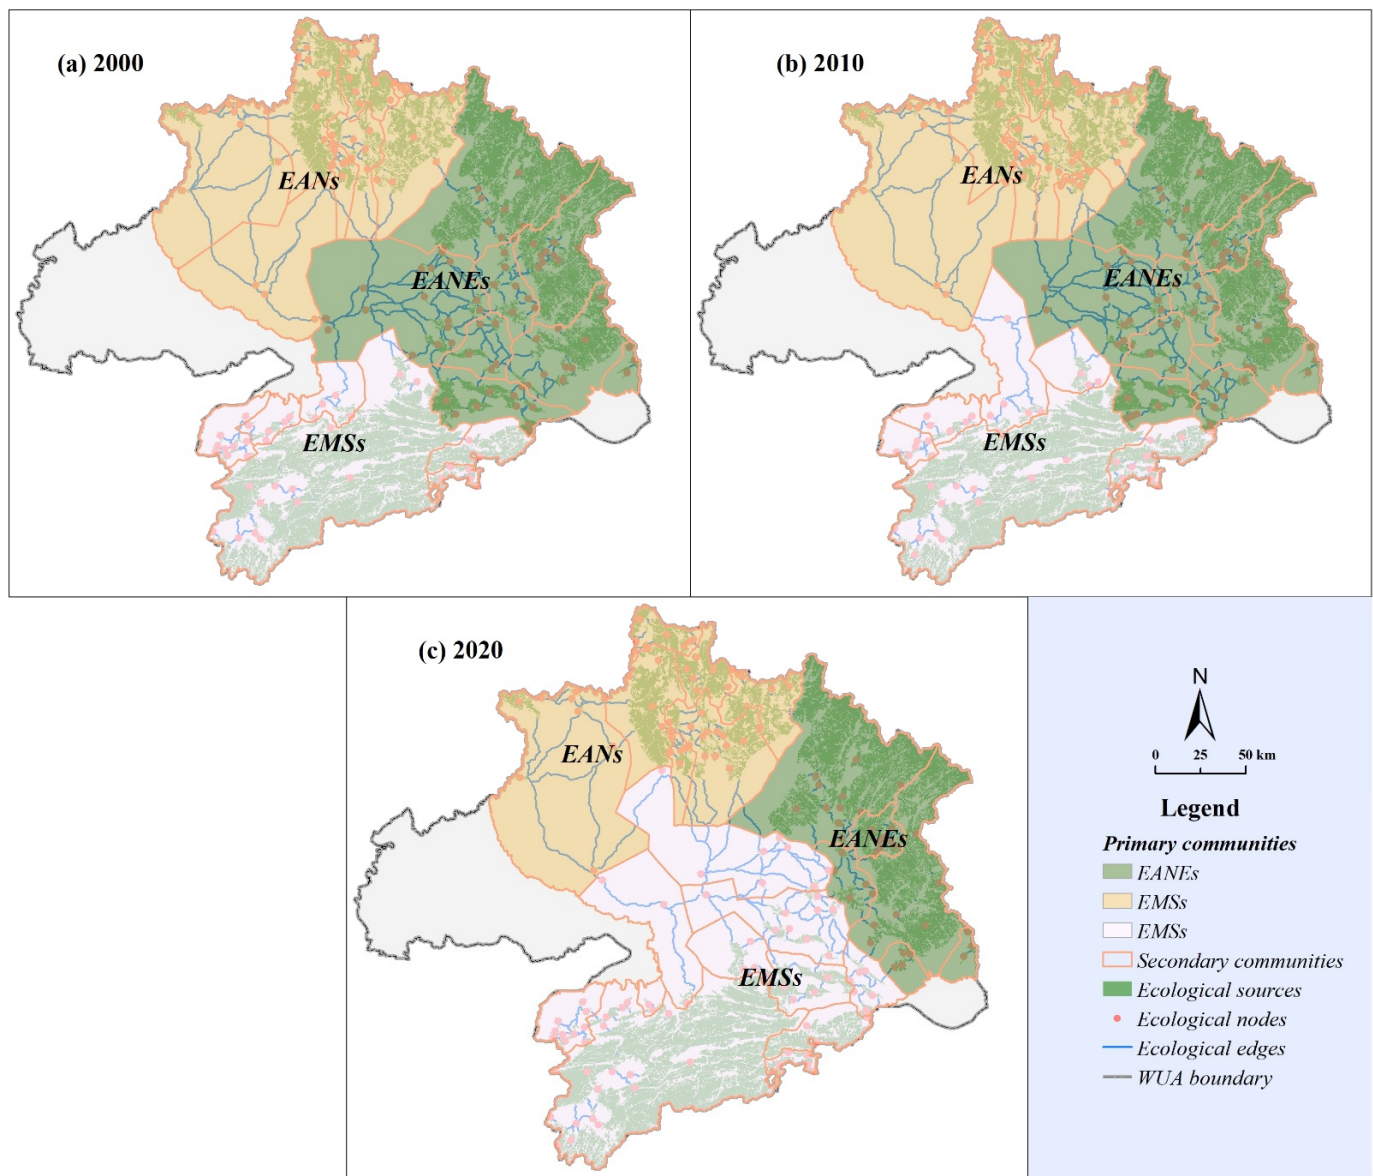 (a) 2000
EANs
EANEs
EMSs
(b) 2010
EANs
EANEs
EMSs
(c) 2020
EANs
EANEs
EMSs
N
0 25 50 km
Legend
Primary communities
EANEs
EMSs
EMSs
Secondary communities
Ecological sources
Ecological nodes
Ecological edges
WUA boundary